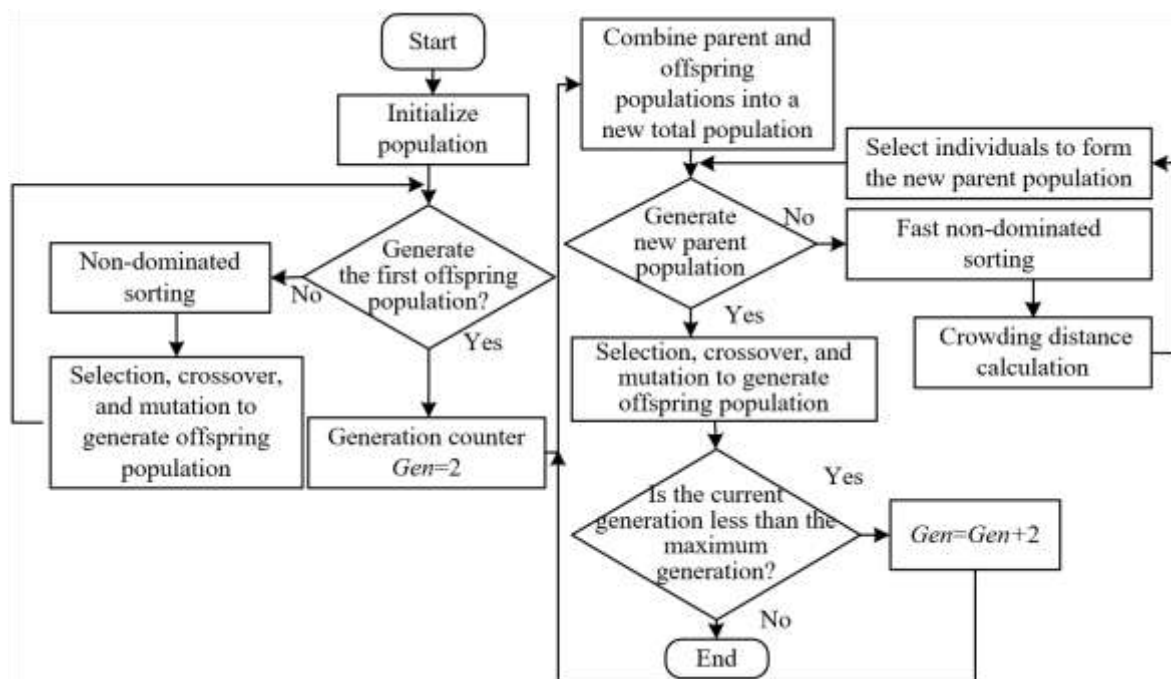 Start
Initialize
population
Generate
the first offspring
population?
No
Yes
Non-dominated
sorting
Selection, crossover,
and mutation to
generate offspring
population
Generation counter
Gen=2
Combine parent and
offspring
populations into a
new total population
Generate
new parent
population
No
Yes
Select individuals to form
the new parent population
Fast non-dominated
sorting
Crowding distance
calculation
Selection, crossover, and
mutation to generate
offspring population
Is the current
generation less than the
maximum
generation?
Yes
No
Gen=Gen+2
End